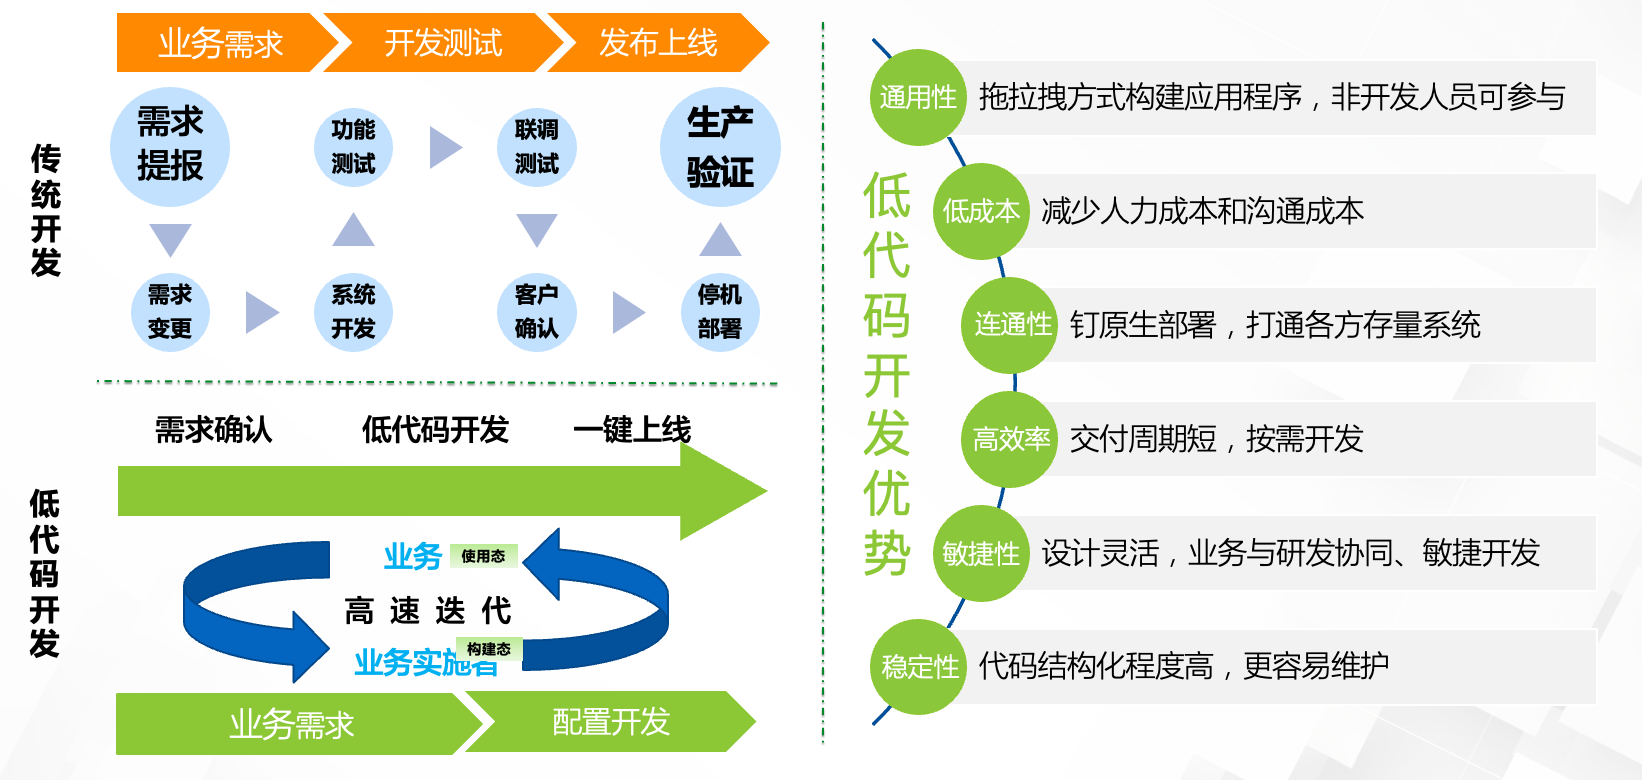 业务需求
开发测试
发布上线
传统开发
需求
提报
功能
测试
联调
测试
生产
验证
需求
变更
系统
开发
客户
确认
停机
部署
需求确认
低代码开发
一键上线
低代码开发
业务
使用态
高速迭代
构建态
业务实施者
业务需求
配置开发
低代码开发优势
通用性
拖拉拽方式构建应用程序，非开发人员可参与
低成本
减少人力成本和沟通成本
连通性
钉原生部署，打通各方存量系统
高效率
交付周期短，按需开发
敏捷性
设计灵活，业务与研发协同、敏捷开发
稳定性
代码结构化程度高，更容易维护